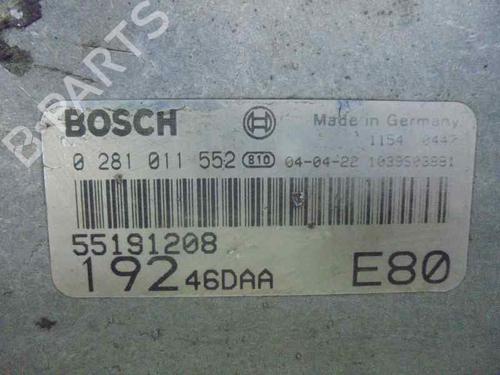 B-PARTS
BOSCH
Made in Germany
1154 0447
0 281 011 552 810 04-04-22 1039S03991
55191208
192 46DAA E80